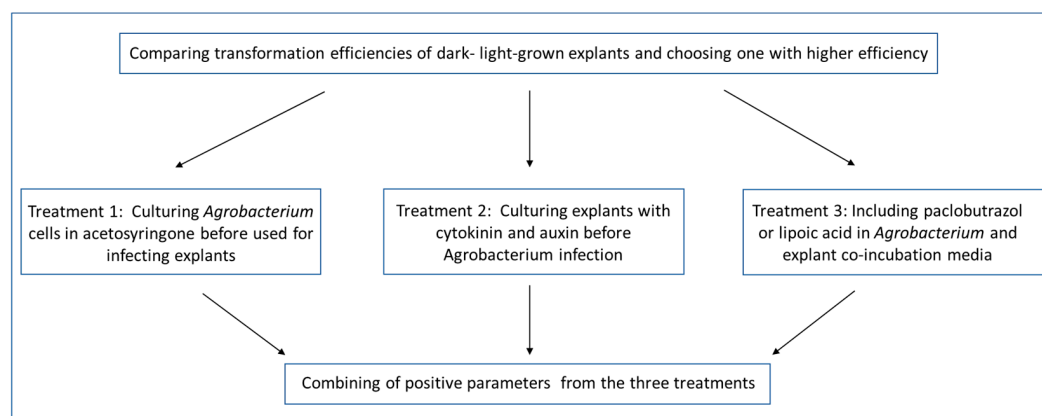 Comparing transformation efficiencies of dark- light-grown explants and choosing one with higher efficiency
Treatment 1: Culturing Agrobacterium
cells in acetosyringone before used for
infecting explants
Treatment 2: Culturing explants with
cytokinin and auxin before
Agrobacterium infection
Treatment 3: Including paclobutrazol
or lipoic acid in Agrobacterium and
explant co-incubation media
Combining of positive parameters from the three treatments